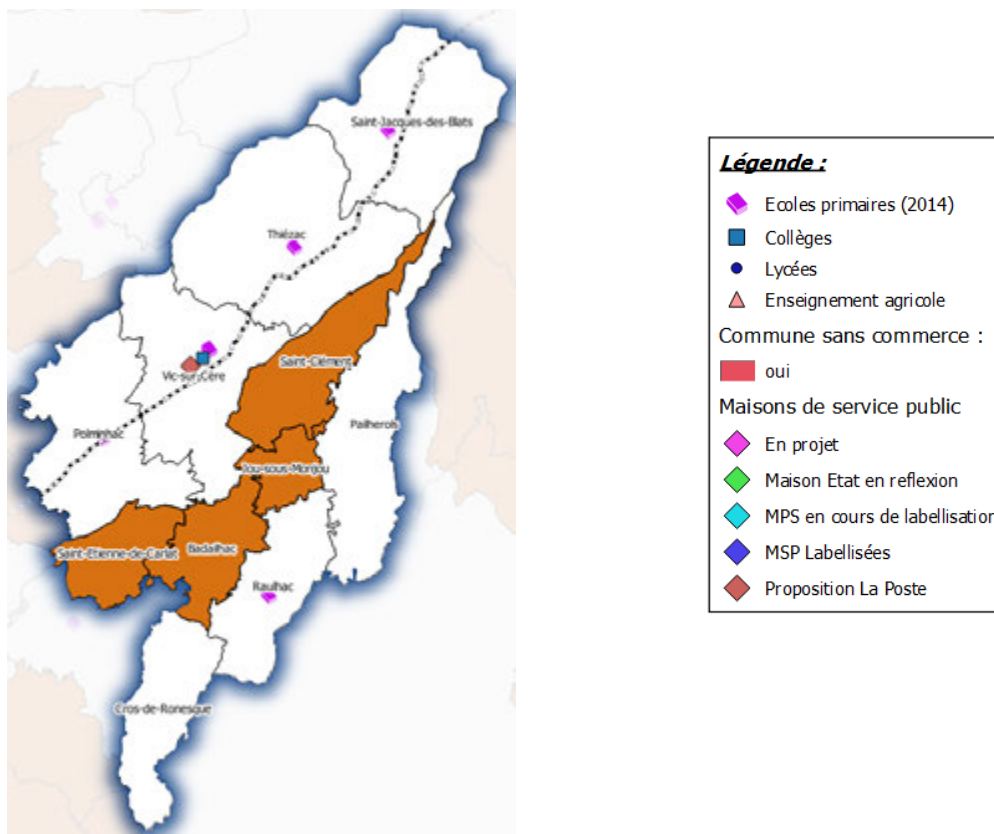 Saint-Jacques-des-Blats
Thiézac
Saint-Clément
Vic-sur-Cère
Pailherols
Polminhac
Jou-sous-Monjou
Saint-Etienne-de-Carlat
Badailhac
Raulhac
Cros-de-Ronesque
Légende :
Ecoles primaires (2014)
Collèges
Lycées
Enseignement agricole
Commune sans commerce :
oui
Maisons de service public
En projet
Maison Etat en reflexion
MPS en cours de labellisation
MSP Labellisées
Proposition La Poste